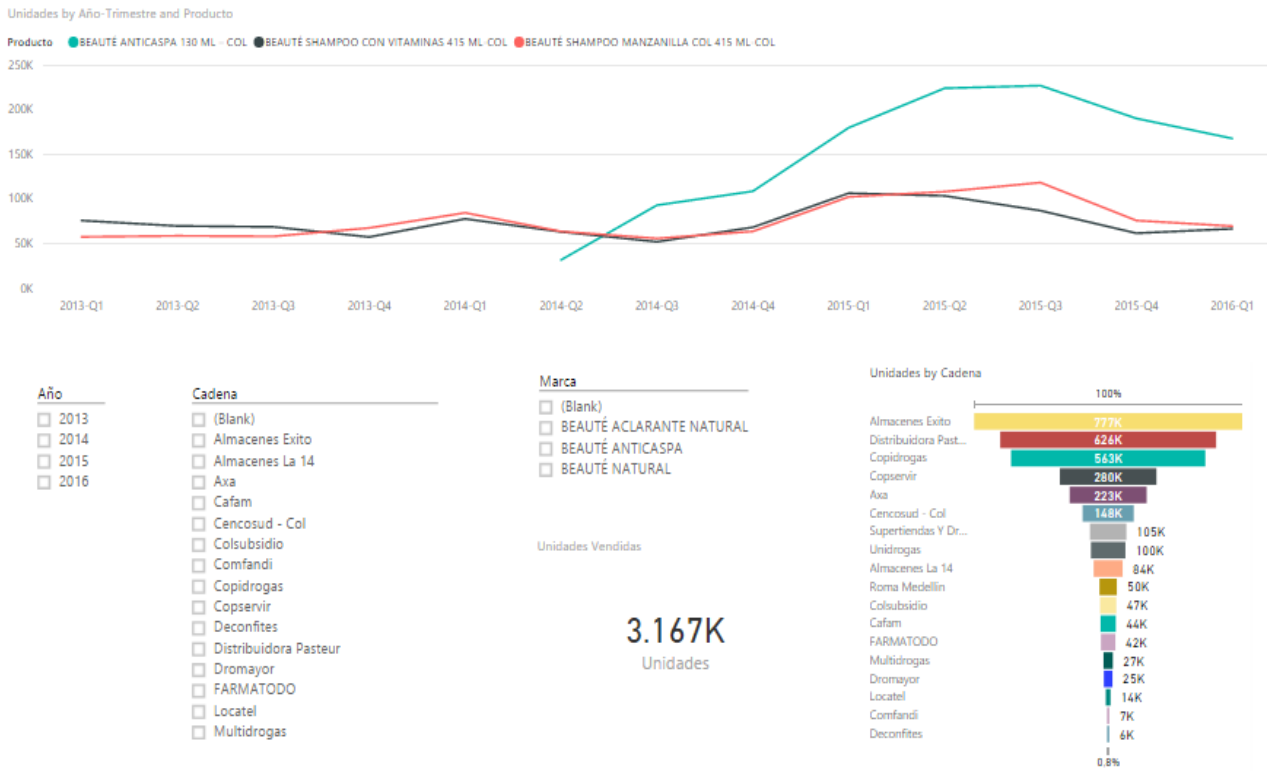 Unidades by Año-Trimestre and Producto
Producto BEAUTÉ ANTICASPA 130 ML - COL BEAUTÉ SHAMPOO CON VITAMINAS 415 ML-COL BEAUTÉ SHAMPOO MANZANILLA COL 415 ML-COL
250K
200K
150K
100K
50K
0K
2013-Q1 2013-Q2 2013-Q3 2013-Q4 2014-Q1 2014-Q2 2014-Q3 2014-Q4 2015-Q1 2015-Q2 2015-Q3 2015-Q4 2016-Q1
Año
2013
2014
2015
2016
Cadena
(Blank)
Almacenes Exito
Almacenes La 14
Axa
Cafam
Cencosud - Col
Colsubsidio
Comfandi
Copidrogas
Copservir
Deconfites
Distribuidora Pasteur
Dromayor
FARMATODO
Locatel
Multidrogas
Marca
(Blank)
BEAUTÉ ACLARANTE NATURAL
BEAUTÉ ANTICASPA
BEAUTÉ NATURAL
Unidades Vendidas
3.167K
Unidades
Unidades by Cadena
100%
Almacenes Exito 777K
Distribuidora Past... 626K
Copidrogas 563K
Copservir 280K
Axa 223K
Cencosud - Col 148K
Supertiendas Y Dr... 105K
Unidrogas 100K
Almacenes La 14 84K
Roma Medellin 50K
Colsubsidio 47K
Cafam 44K
FARMATODO 42K
Multidrogas 27K
Dromayor 25K
Locatel 14K
Comfandi 7K
Deconfites 6K
0.8%